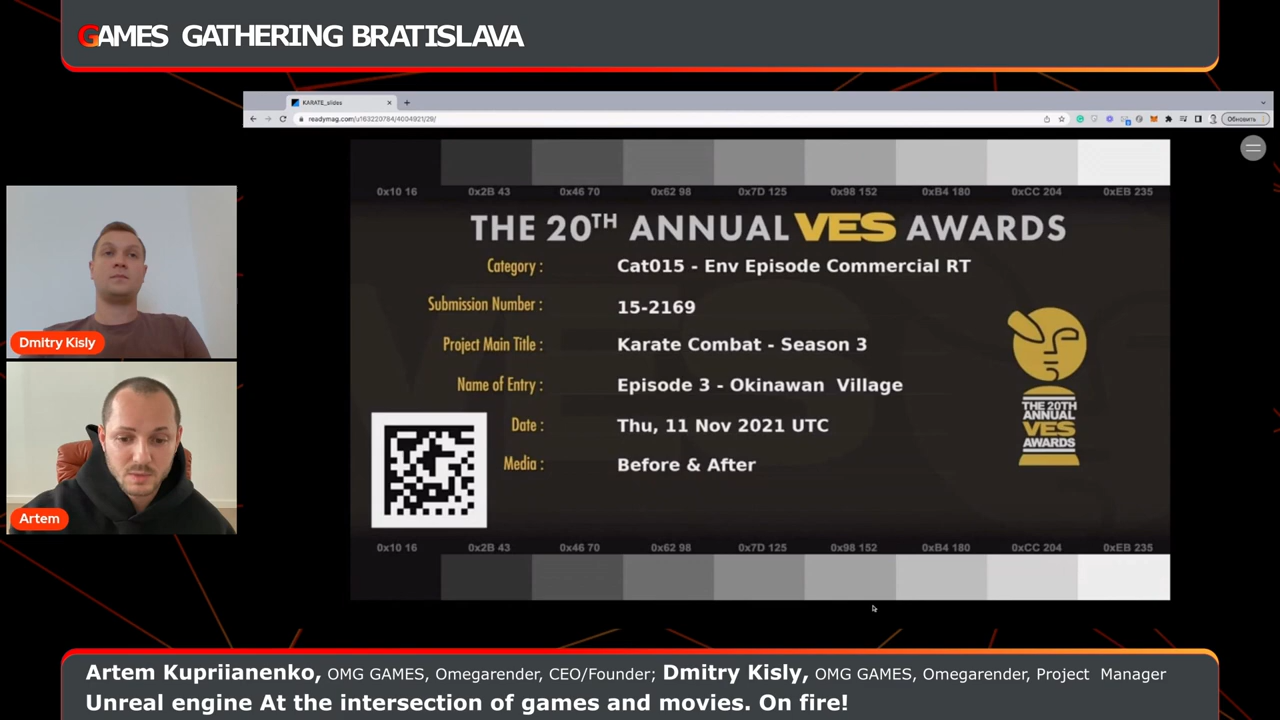 GAMES GATHERING BRATISLAVA
KARATE_slides
readymag.com/u163220784/4004921/29/
Обновить
0x10 16 0x2B 43 0x46 70 0x62 98 0x7D 125 0x98 152 0xB4 180 0xCC 204 0xEB 235
THE 20TH ANNUAL VES AWARDS
Category : Cat015 - Env Episode Commercial RT
Submission Number : 15-2169
Project Main Title : Karate Combat - Season 3
Name of Entry : Episode 3 - Okinawan Village
Date : Thu, 11 Nov 2021 UTC
Media : Before & After
THE 20TH
ANNUAL
VES
AWARDS
0x10 16 0x2B 43 0x46 70 0x62 98 0x7D 125 0x98 152 0xB4 180 0xCC 204 0xEB 235
Dmitry Kisly
Artem
Artem Kupriianenko, OMG GAMES, Omegarender, CEO/Founder; Dmitry Kisly, OMG GAMES, Omegarender, Project Manager
Unreal engine At the intersection of games and movies. On fire!